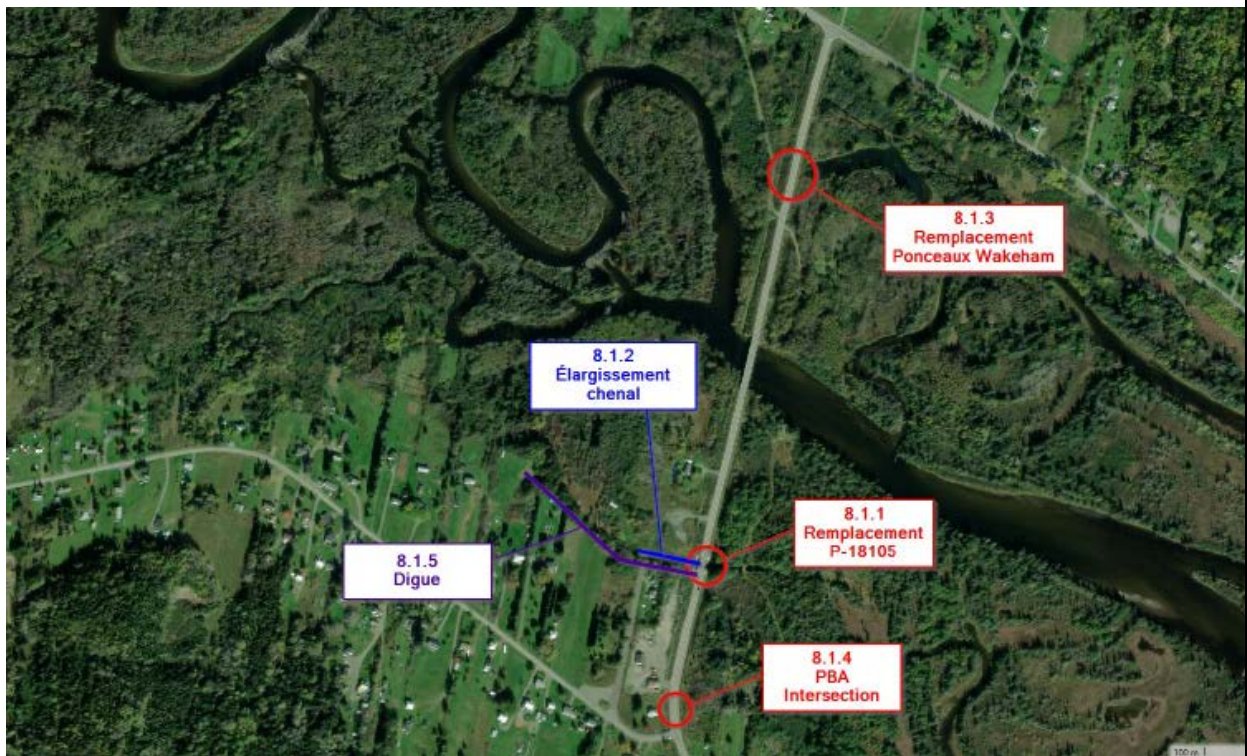 8.1.3
Remplacement
Ponceaux Wakeham
8.1.2
Élargissement
chenal
8.1.1
Remplacement
P-18105
8.1.5
Digue
8.1.4
PBA
Intersection
100 m